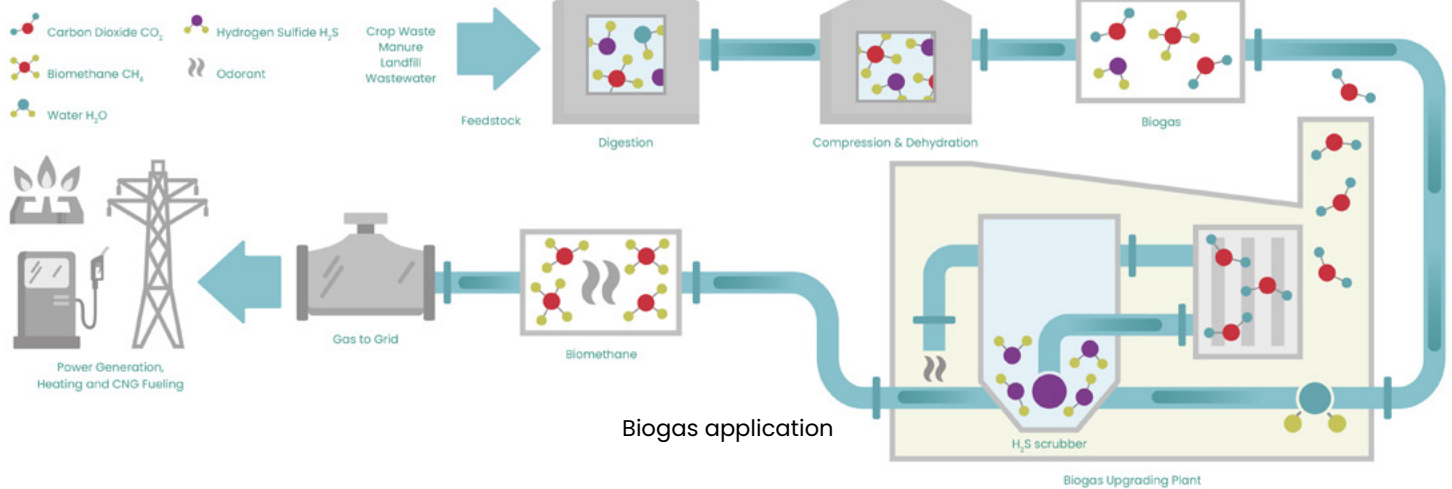 Carbon Dioxide CO₂
Hydrogen Sulfide H₂S
Biomethane CH₄
Odorant
Water H₂O
Crop Waste
Manure
Landfill
Wastewater
Feedstock
Digestion
Compression & Dehydration
Biogas
Power Generation,
Heating and CNG Fueling
Gas to Grid
Biomethane
Biogas application
H₂S scrubber
Biogas Upgrading Plant